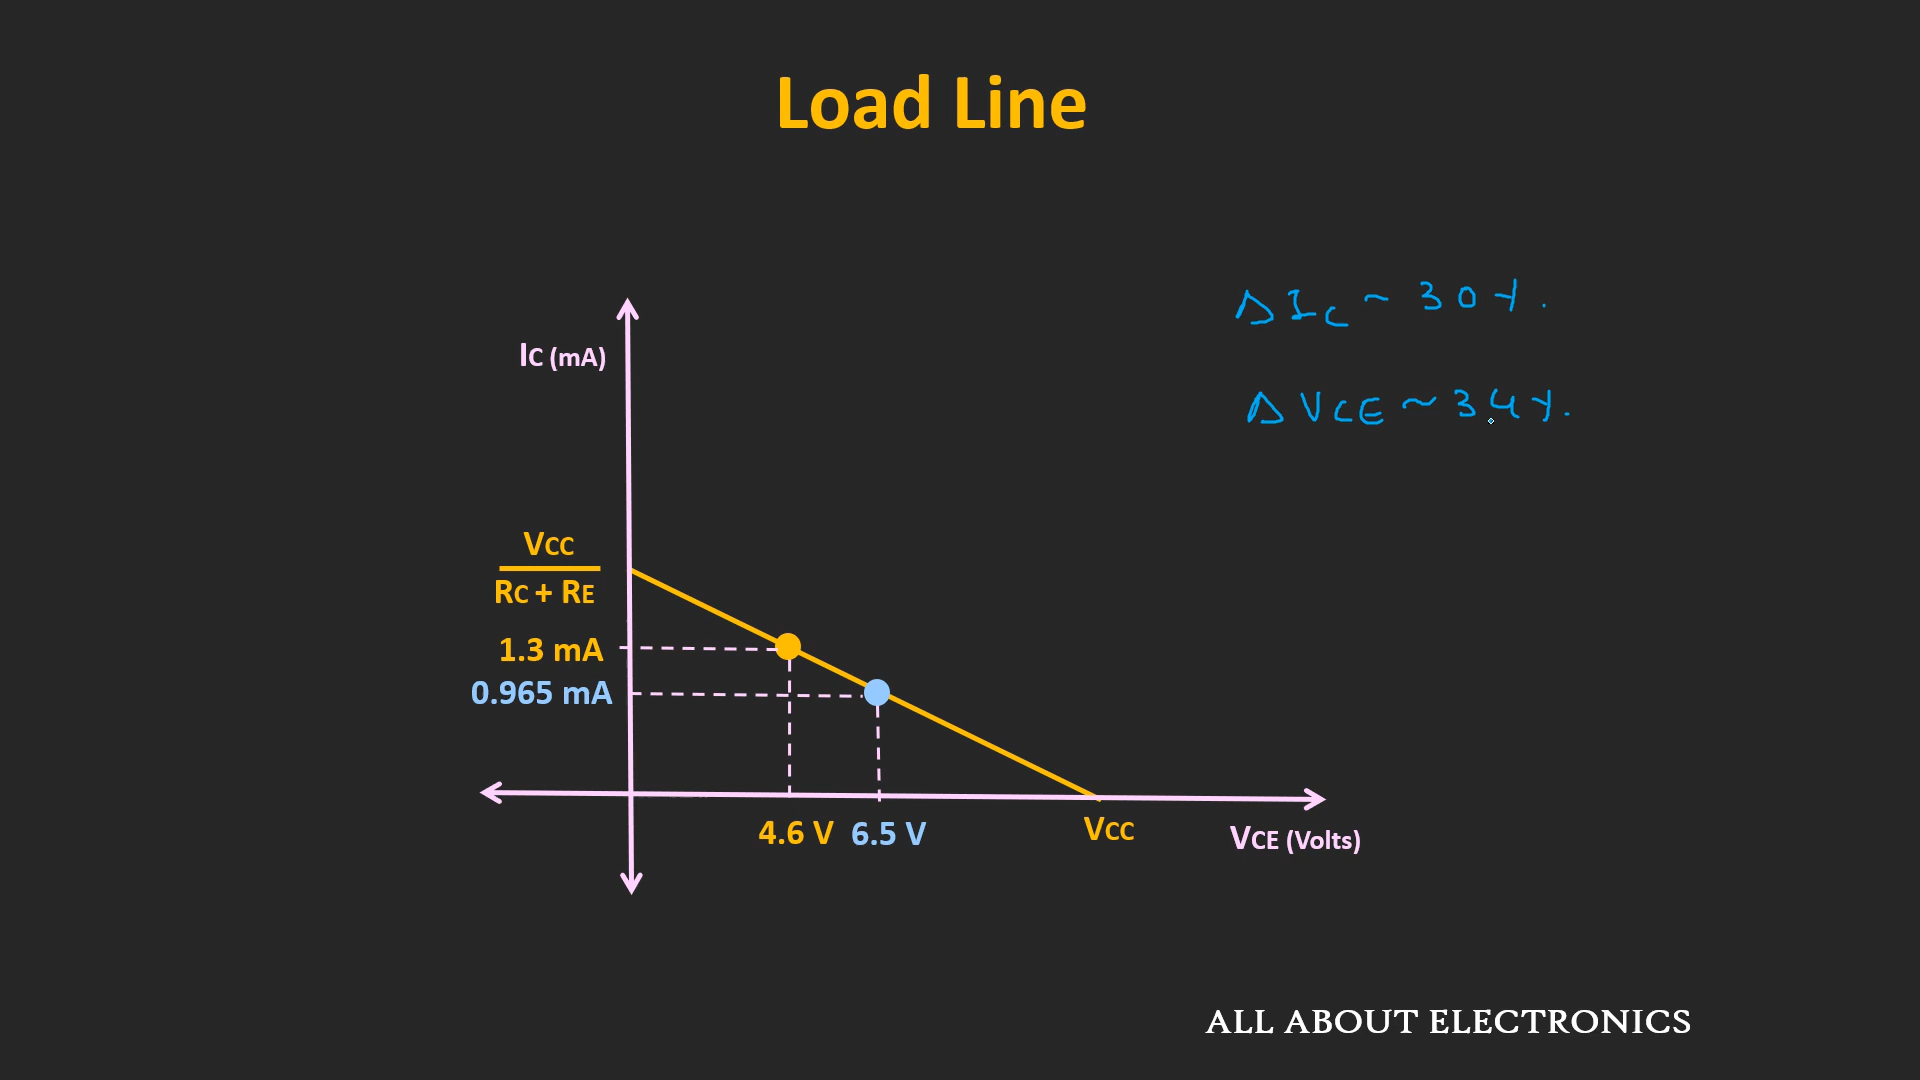 Load Line
ΔIC ~ 30%.
IC (mA)
ΔVCE ~ 34%.
VCC
RC + RE
1.3 mA
0.965 mA
4.6 V 6.5 V VCC VCE (Volts)
ALL ABOUT ELECTRONICS